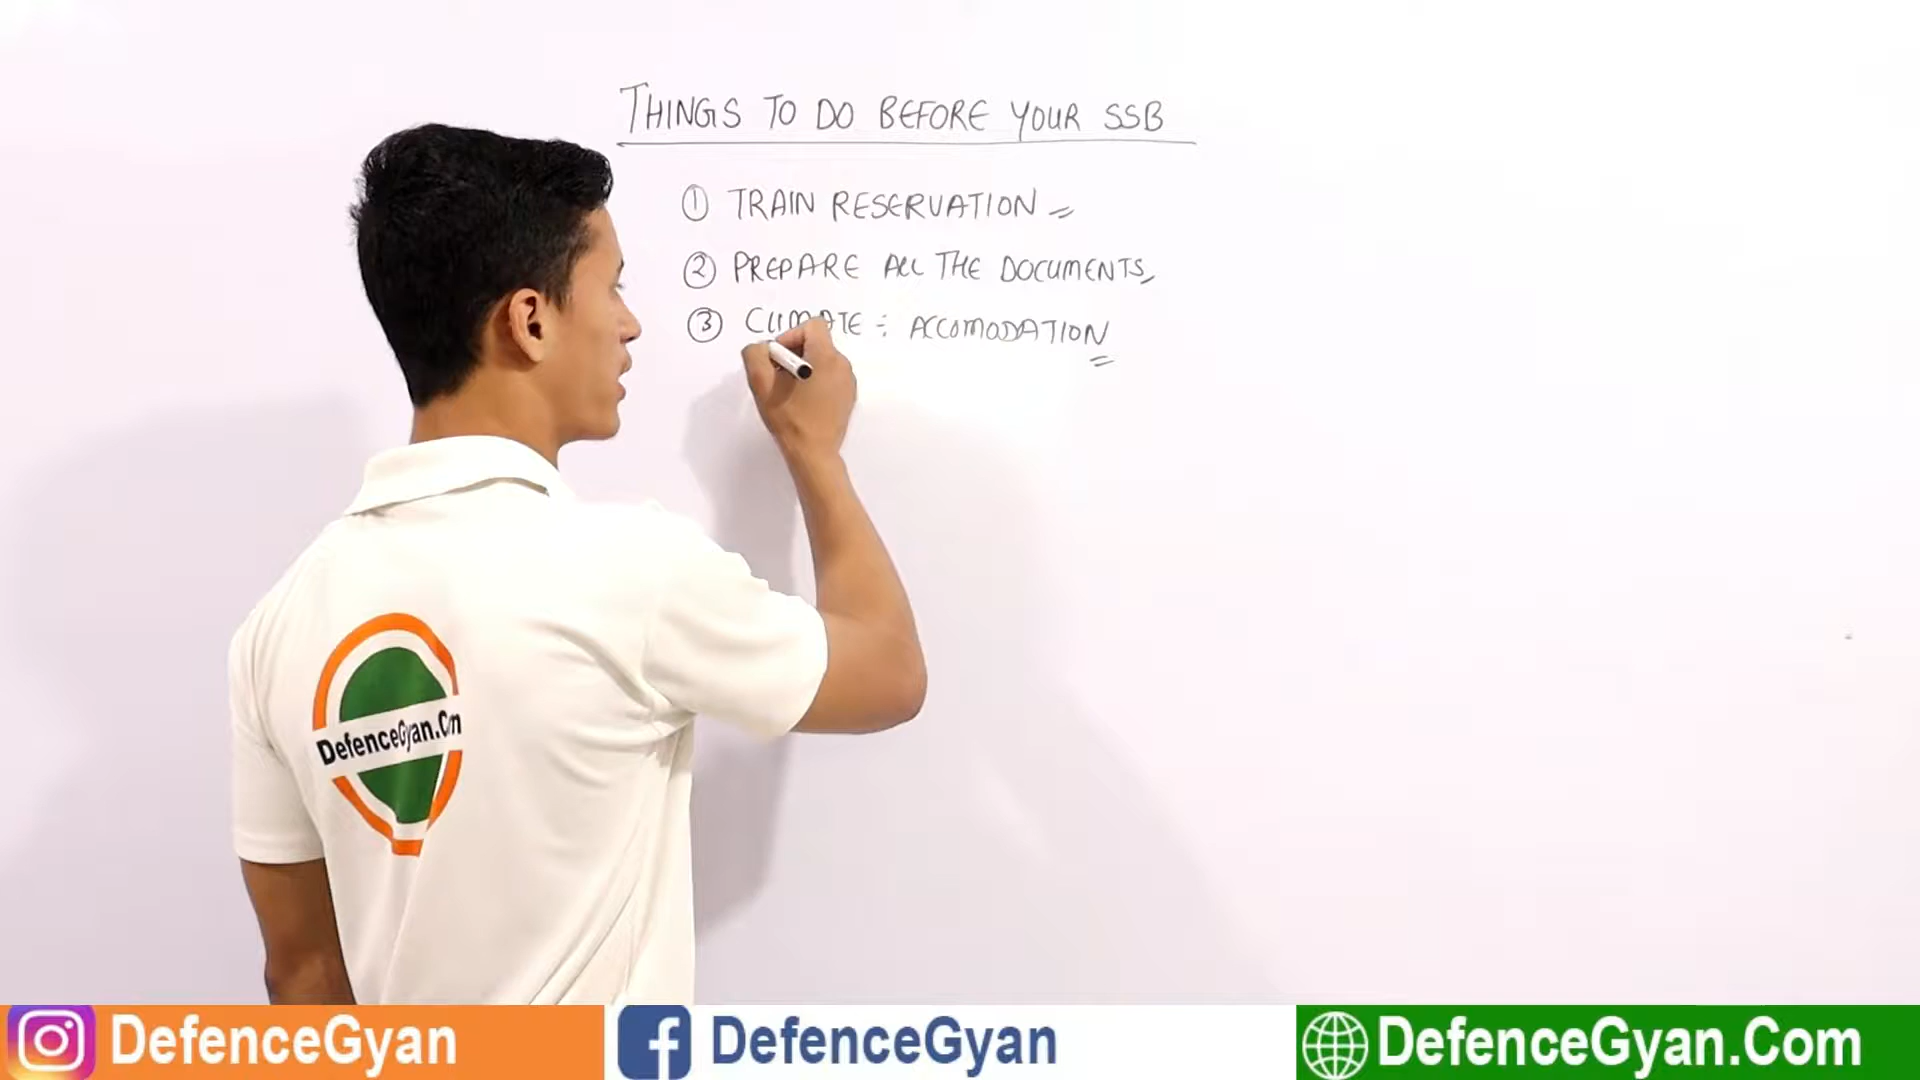 THINGS TO DO BEFORE YOUR SSB
① TRAIN RESERVATION
② PREPARE ALL THE DOCUMENTS
③ CLIMATE ÷ ACCOMODATION
DefenceGyan.Com
DefenceGyan
DefenceGyan
DefenceGyan.Com